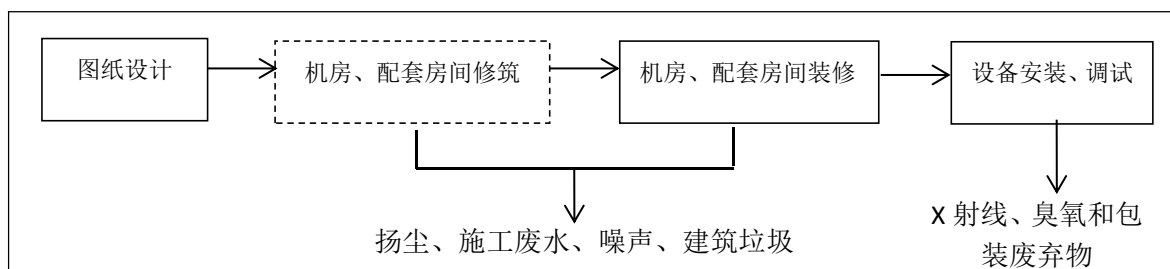 图纸设计
机房、配套房间修筑
机房、配套房间装修
设备安装、调试
扬尘、施工废水、噪声、建筑垃圾
X 射线、臭氧和包
装废弃物